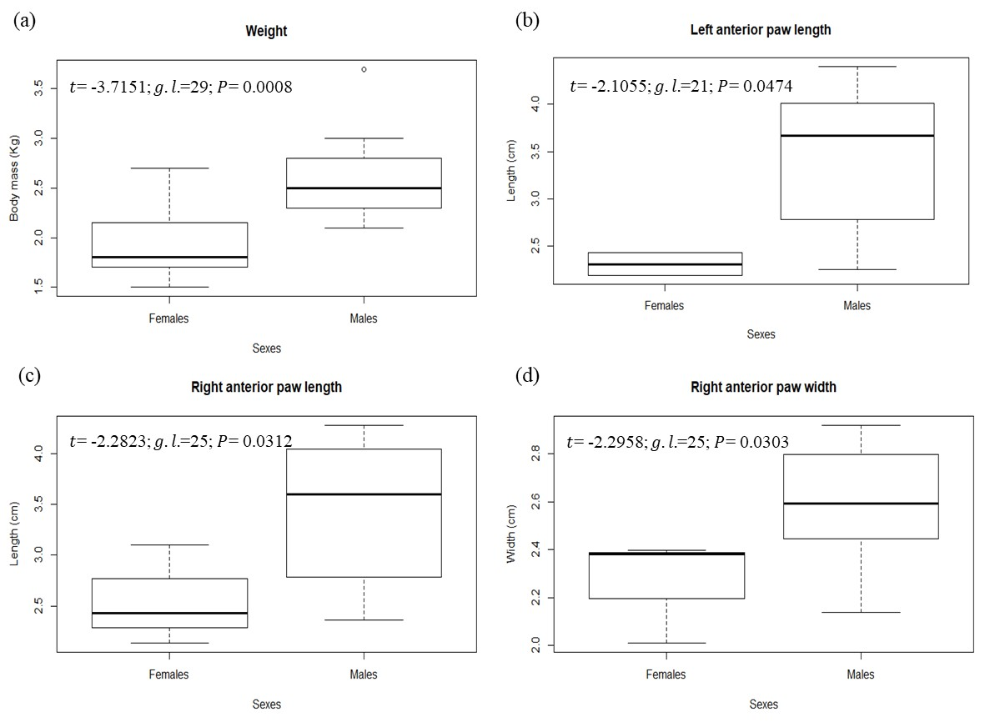 (a)
Weight
t= -3.7151; g. l.=29; P= 0.0008
3.5
3.0
2.5
2.0
1.5
Body mass (Kg)
Females Males
Sexes
(b)
Left anterior paw length
t= -2.1055; g. l.=21; P= 0.0474
4.0
3.5
3.0
2.5
Length (cm)
Females Males
Sexes
(c)
Right anterior paw length
t= -2.2823; g. l.=25; P= 0.0312
4.0
3.5
3.0
2.5
Length (cm)
Females Males
Sexes
(d)
Right anterior paw width
t= -2.2958; g. l.=25; P= 0.0303
2.8
2.6
2.4
2.2
2.0
Width (cm)
Females Males
Sexes